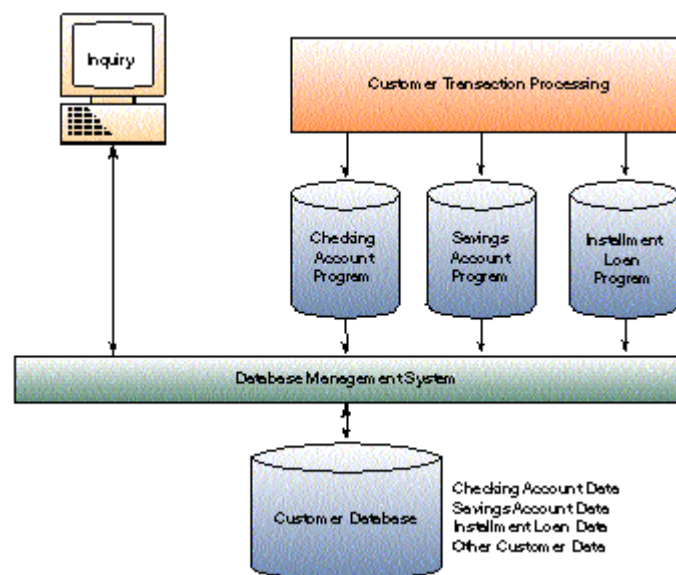 Inquiry
Customer Transaction Processing
Checking
Account
Program
Savings
Account
Program
Installment
Loan
Program
Database Management System
Customer Database
Checking Account Data
Savings Account Data
Installment Loan Data
Other Customer Data